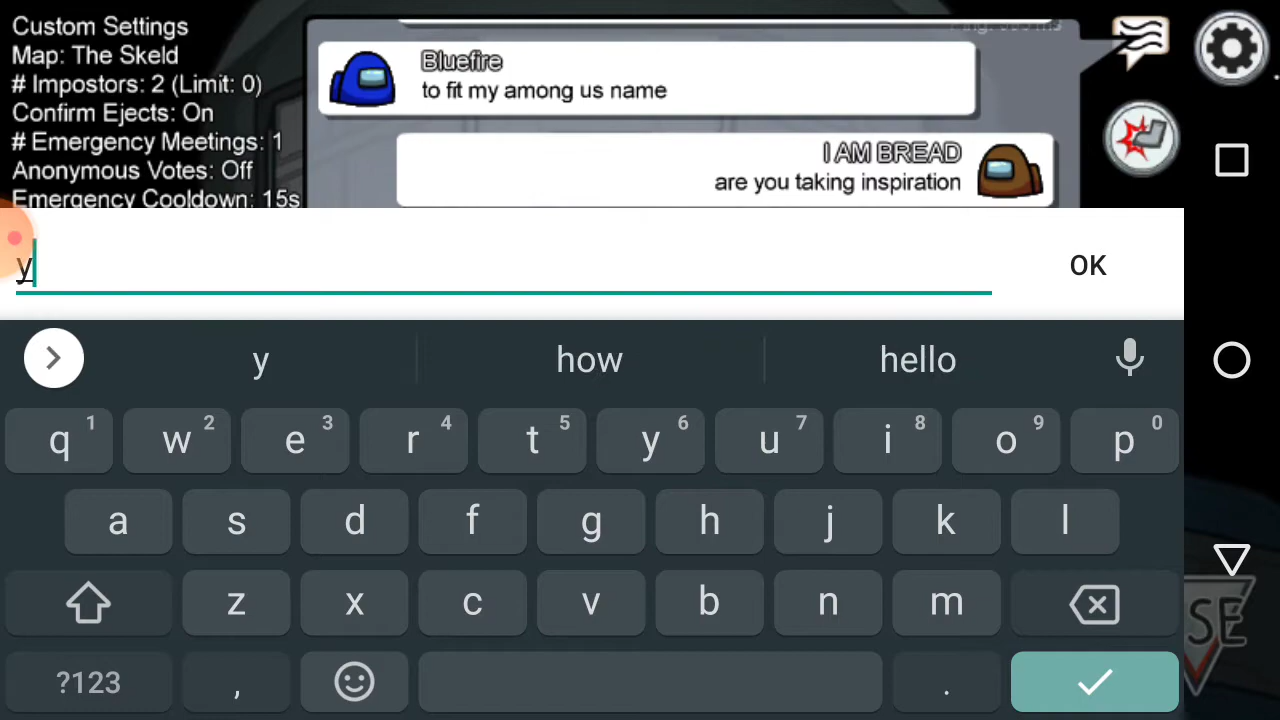 Custom Settings
Map: The Skeld
# Impostors: 2 (Limit: 0)
Confirm Ejects: On
# Emergency Meetings: 1
Anonymous Votes: Off
Emergency Cooldown: 15s
Bluefire
to fit my among us name
I AM BREAD
are you taking inspiration
y
OK
y how hello
q 1 w 2 e 3 r 4 t 5 y 6 u 7 i 8 o 9 p 0
a s d f g h j k l
z x c v b n m
?123 , .
SE